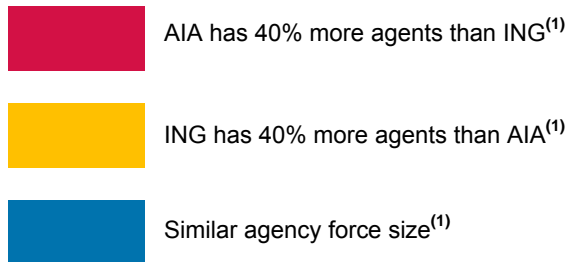 AIA has 40% more agents than ING(1)
ING has 40% more agents than AIA(1)
Similar agency force size(1)